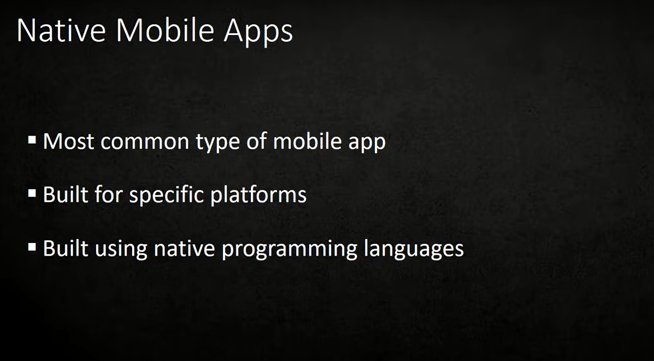 Native Mobile Apps
▪ Most common type of mobile app
▪ Built for specific platforms
▪ Built using native programming languages